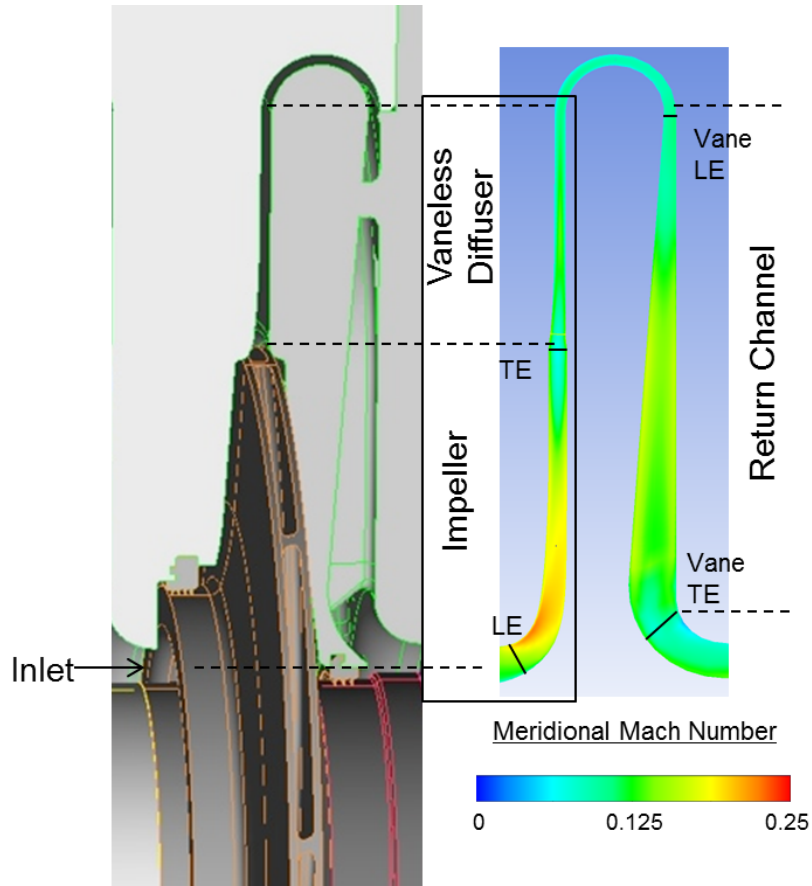 Vaneless
Diffuser
Impeller
Inlet
TE
LE
Vane
LE
Return Channel
Vane
TE
Meridional Mach Number
0
0.125
0.25